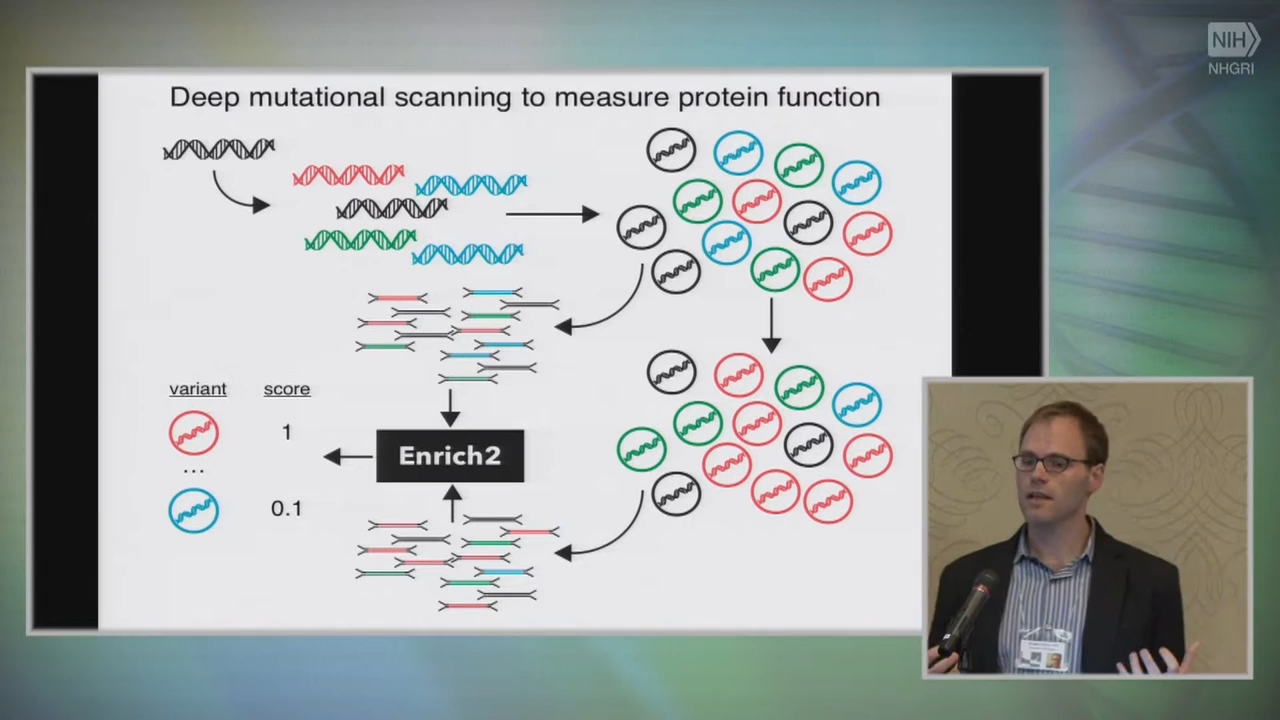 NIH
NHGRI
Deep mutational scanning to measure protein function
variant score
1
...
0.1
Enrich2